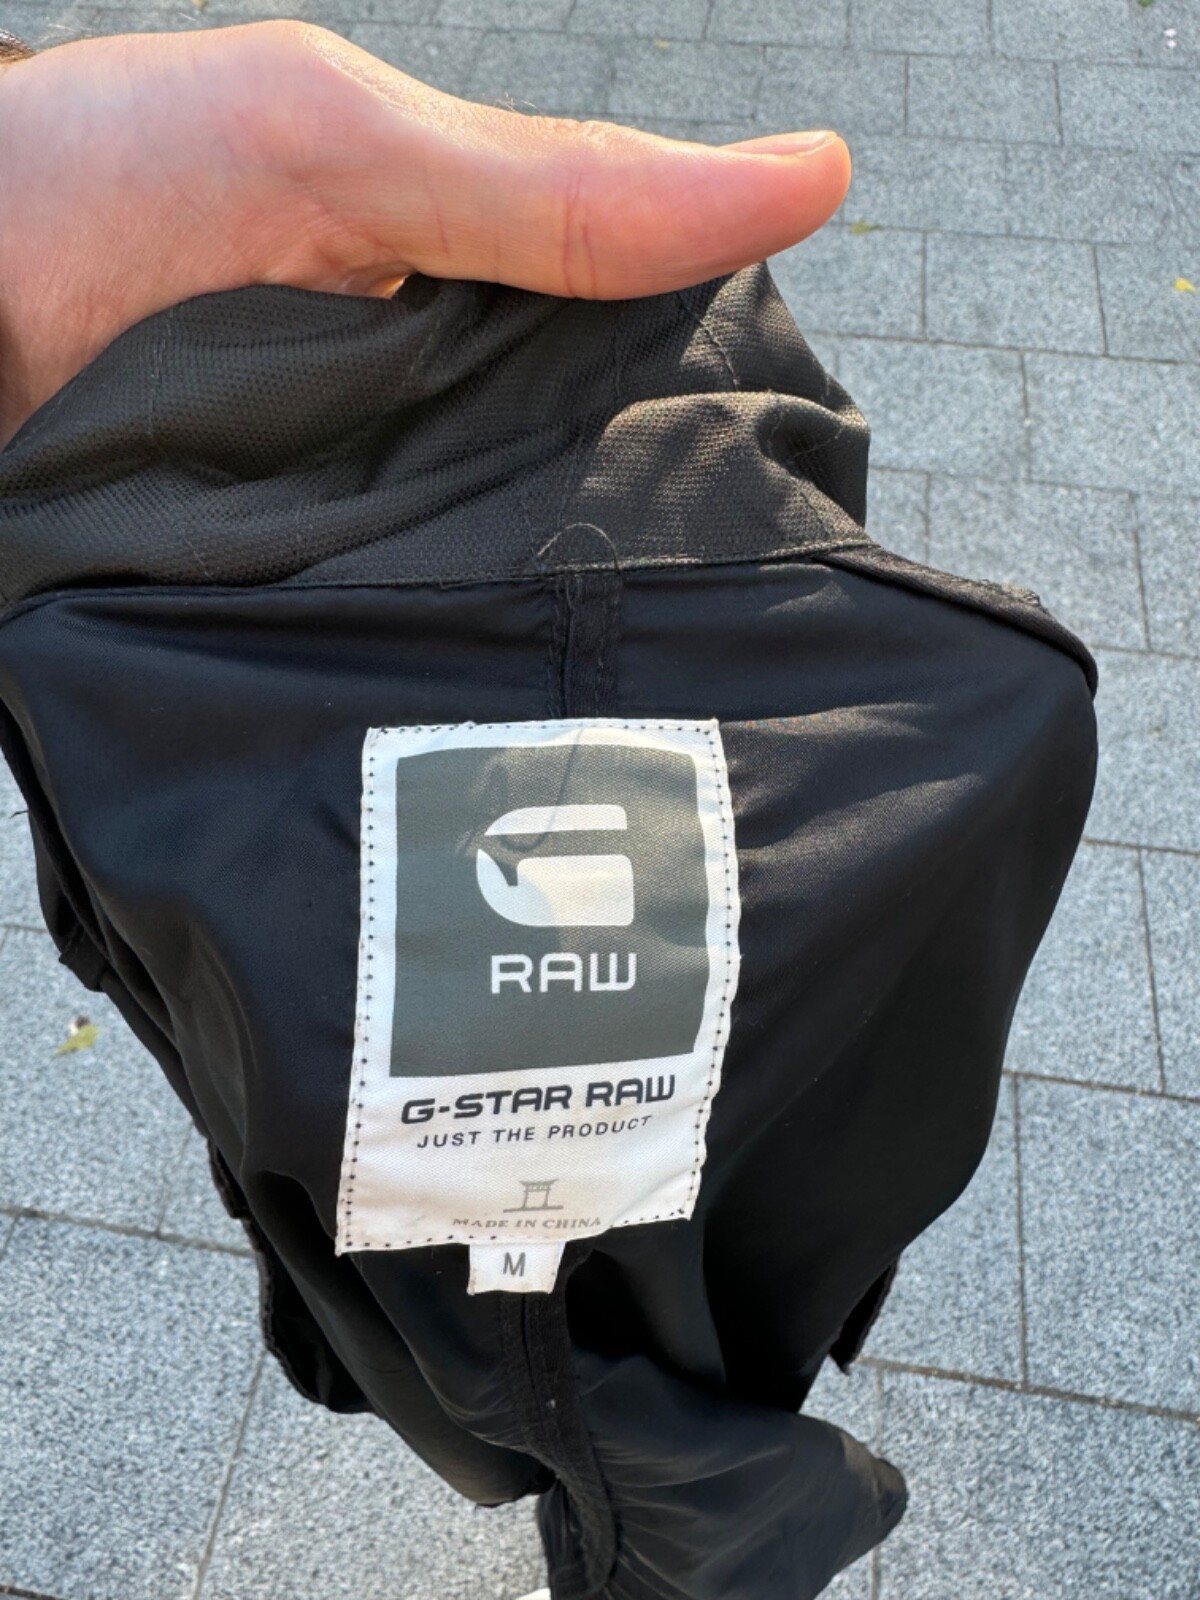 RAW
G-STAR RAW
JUST THE PRODUCT
MADE IN CHINA
M